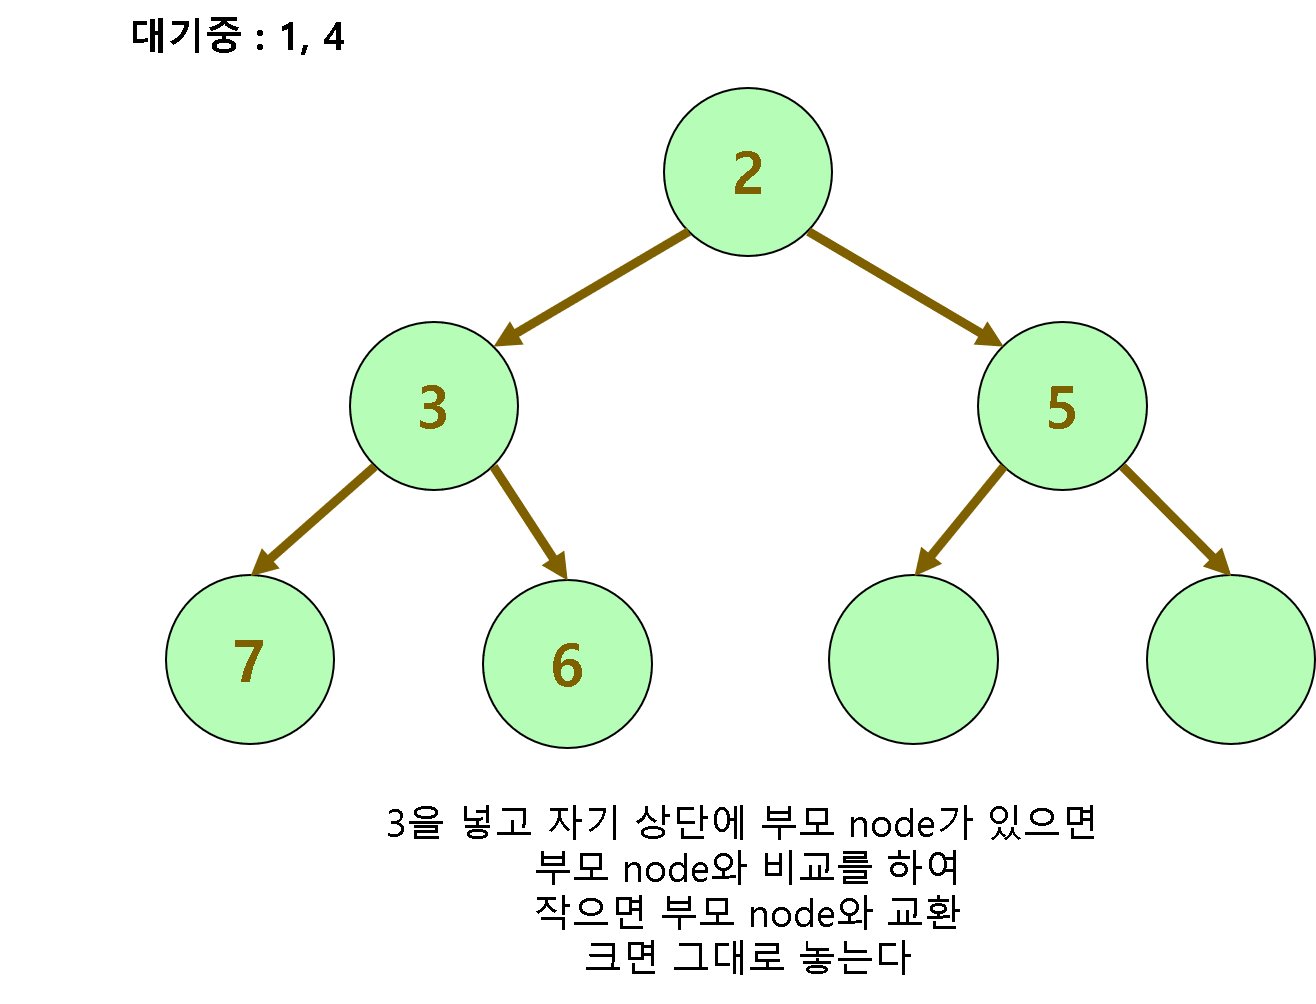 대기중 : 1, 4
2
3
5
7
6
3을 넣고 자기 상단에 부모 node가 있으면
부모 node와 비교를 하여
작으면 부모 node와 교환
크면 그대로 놓는다